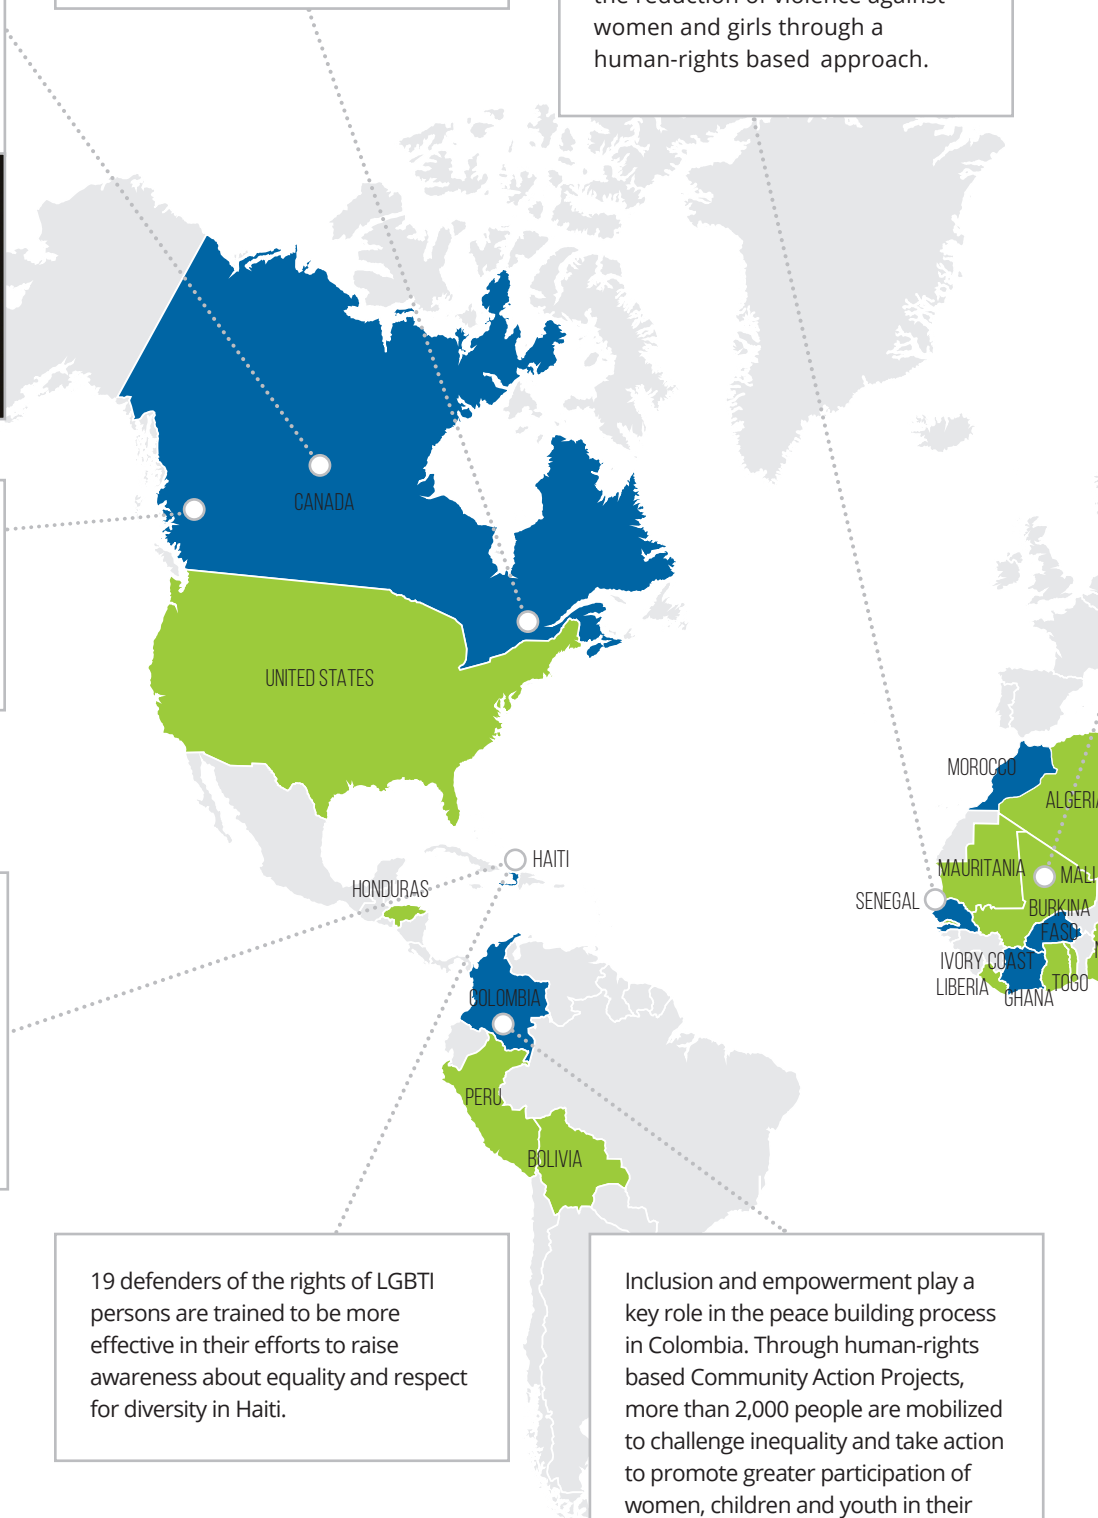 women and girls through a
human-rights based approach.
CANADA
UNITED STATES
MOROCCO
HAITI
MAURITANIA
MALI
HONDURAS
SENEGAL
BURKINA
FASO
IVORY COAST
LIBERIA
GHANA
TOGO
COLOMBIA
PERU
BOLIVIA
19 defenders of the rights of LGBTI
persons are trained to be more
effective in their efforts to raise
awareness about equality and respect
for diversity in Haiti.
Inclusion and empowerment play a
key role in the peace building process
in Colombia. Through human-rights
based Community Action Projects,
more than 2,000 people are mobilized
to challenge inequality and take action
to promote greater participation of
women, children and youth in their